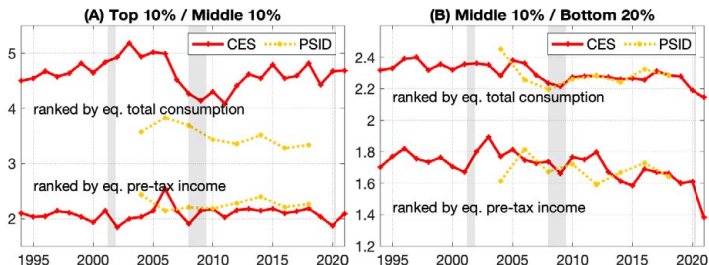 (A) Top 10% / Middle 10%
CES PSID
5
4
3
2
ranked by eq. total consumption
ranked by eq. pre-tax income
1995 2000 2005 2010 2015 2020
(B) Middle 10% / Bottom 20%
CES PSID
2.4
2.2
2
1.8
1.6
1.4
1.2
ranked by eq. total consumption
ranked by eq. pre-tax income
1995 2000 2005 2010 2015 2020